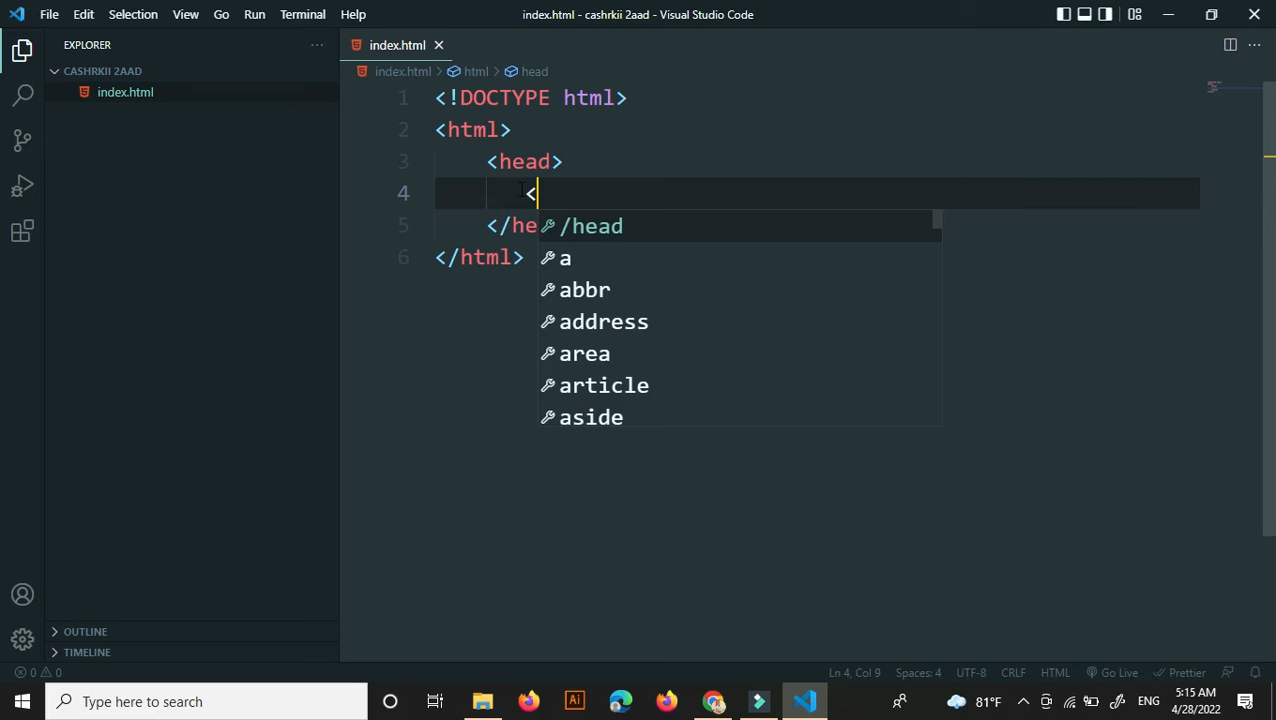 File Edit Selection View Go Run Terminal Help index.html - cashrkii 2aad - Visual Studio Code
EXPLORER
CASHRKII 2AAD
index.html
index.html
index.html > html > head
1 <!DOCTYPE html>
2 <html>
3 <head>
4 <
5 </he
6 </html>
/head
a
abbr
address
area
article
aside
OUTLINE
TIMELINE
0 0 Ln 4, Col 9 Spaces: 4 UTF-8 CRLF HTML Go Live Prettier
Type here to search 81°F ENG 5:15 AM
4/28/2022